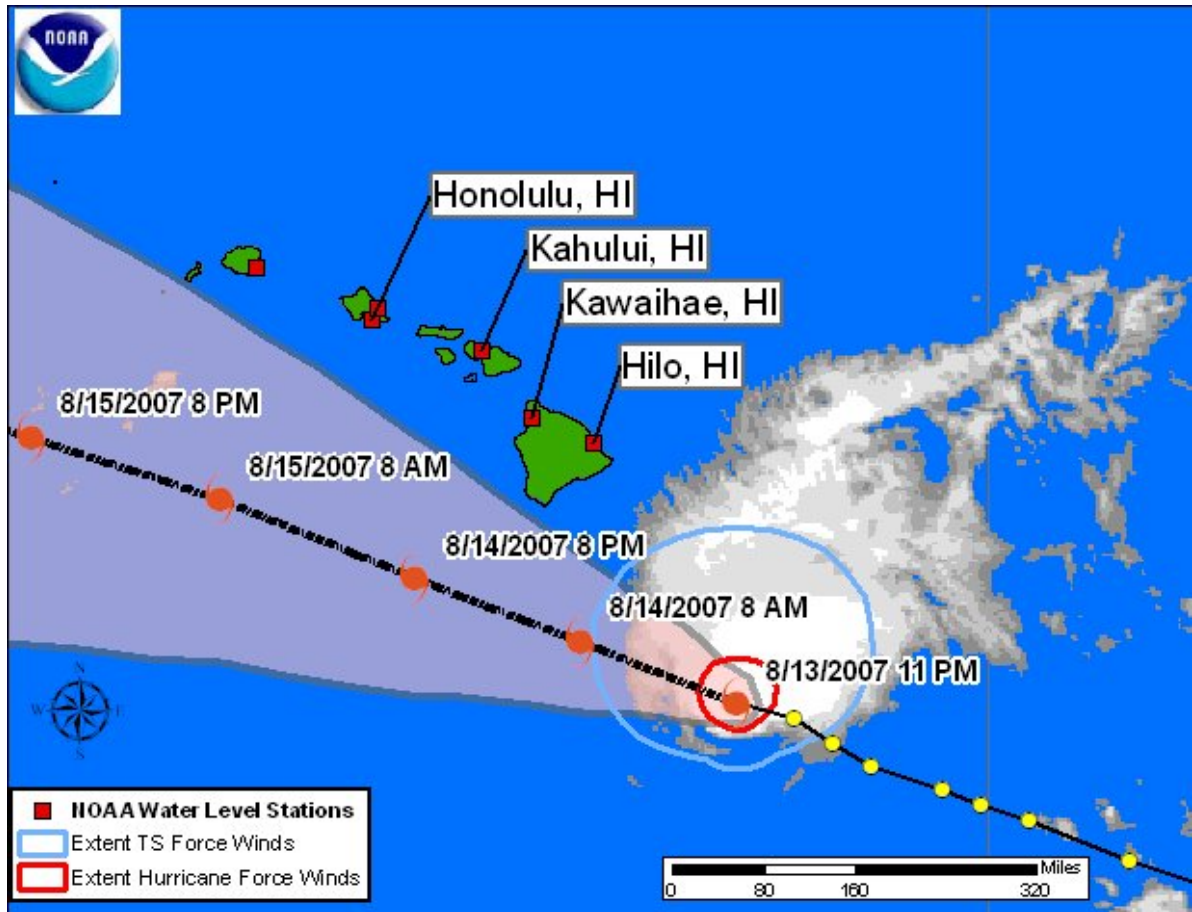 NOAA
Honolulu, HI
Kahului, HI
Kawaihae, HI
Hilo, HI
8/15/2007 8 PM
8/15/2007 8 AM
8/14/2007 8 PM
8/14/2007 8 AM
8/13/2007 11 PM
N
W E
S
NOAA Water Level Stations
Extent TS Force Winds
Extent Hurricane Force Winds
Miles
0 80 160 320